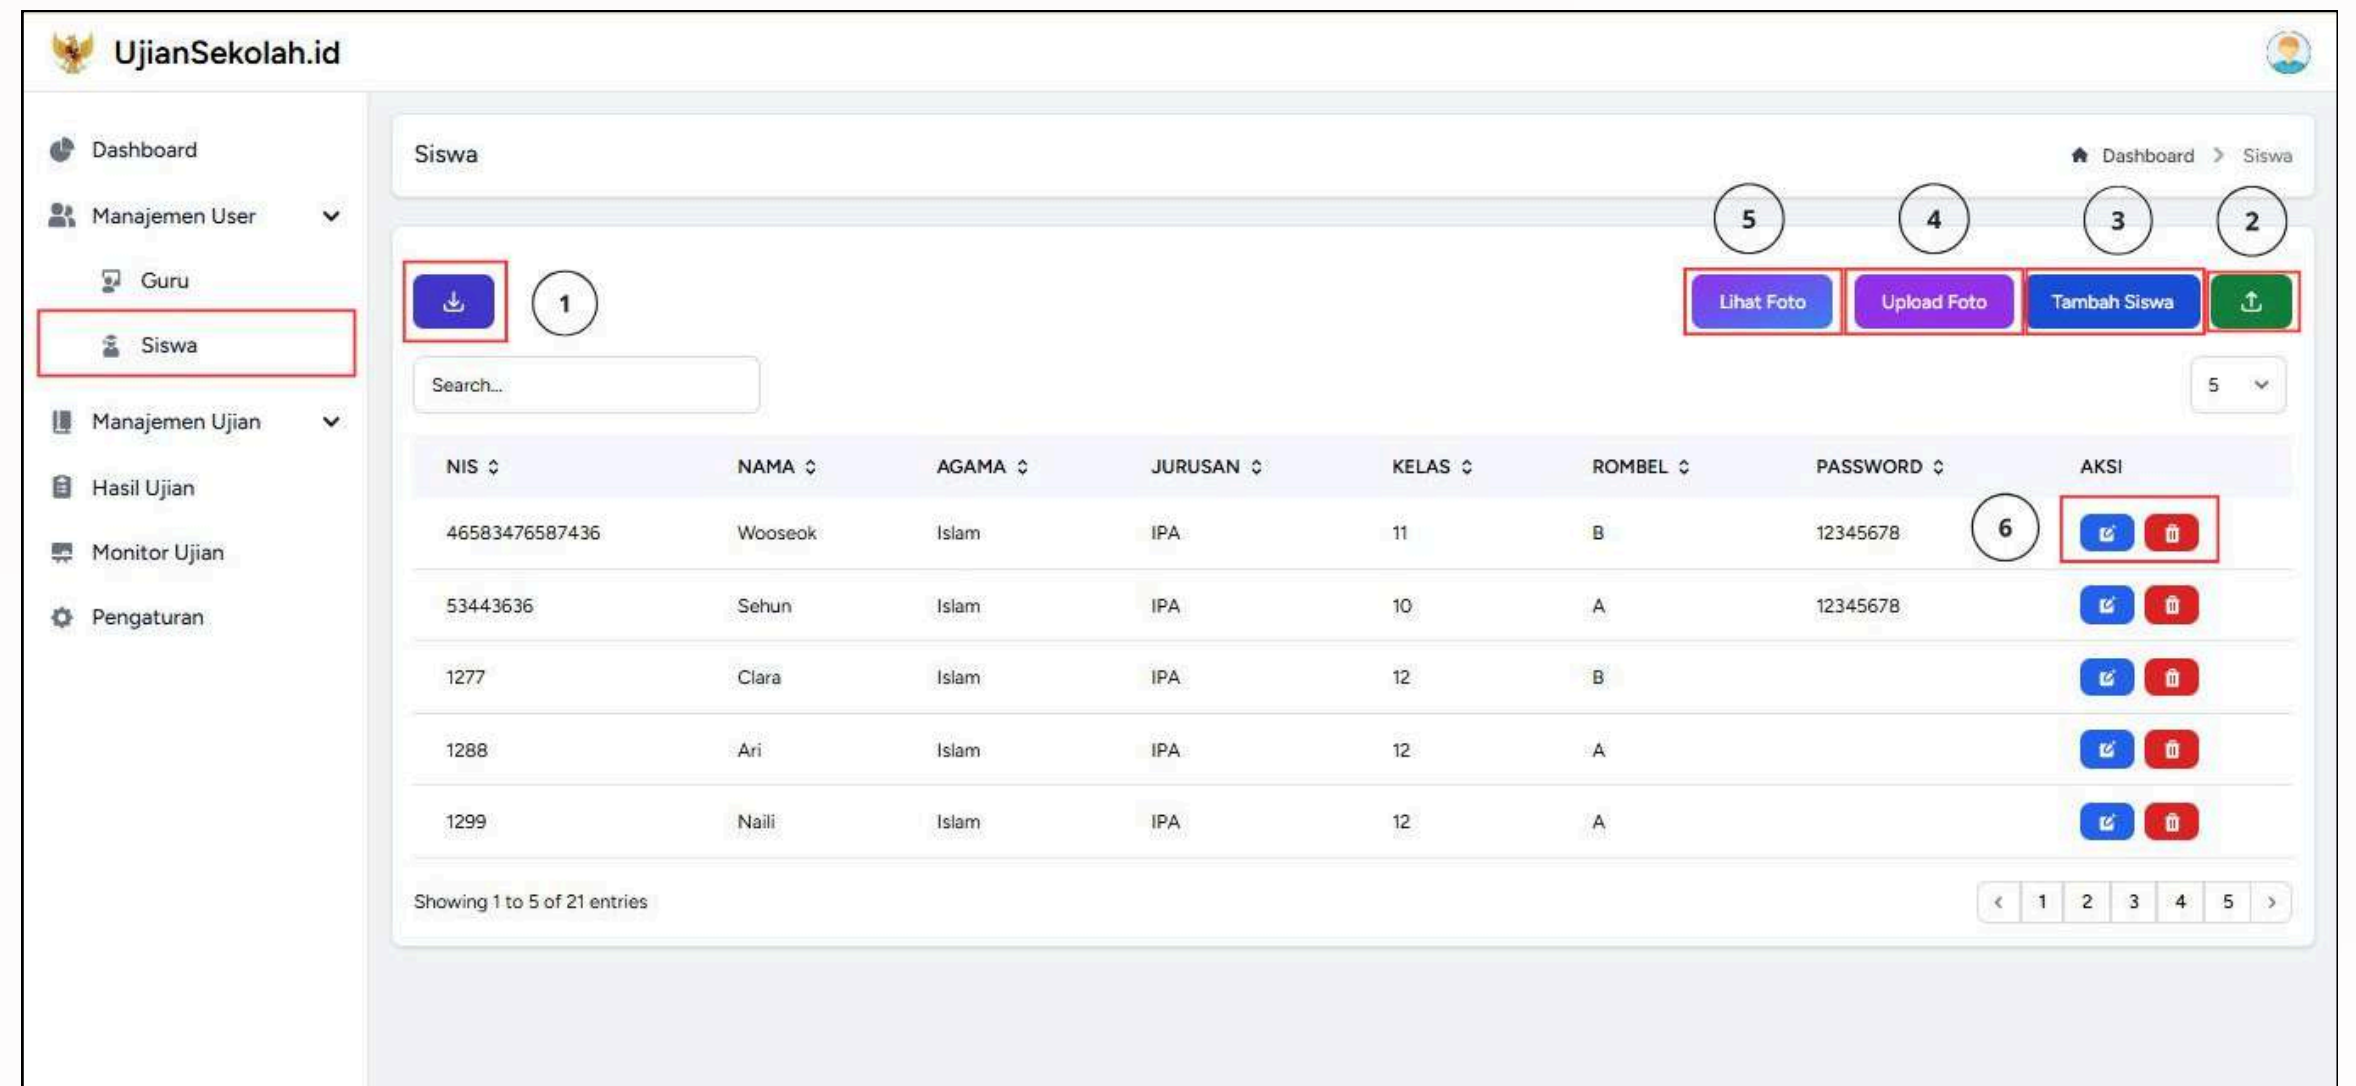 UjianSekolah.id
Dashboard
Manajemen User
Guru
Siswa
Manajemen Ujian
Hasil Ujian
Monitor Ujian
Pengaturan
Siswa
Dashboard > Siswa
5 4 3 2
1
Lihat Foto Upload Foto Tambah Siswa
Search...
5
NIS NAMA AGAMA JURUSAN KELAS ROMBEL PASSWORD AKSI
46583476587436 Wooseok Islam IPA 11 B 12345678 6
53443636 Sehun Islam IPA 10 A 12345678
1277 Clara Islam IPA 12 B
1288 Ari Islam IPA 12 A
1299 Naili Islam IPA 12 A
Showing 1 to 5 of 21 entries
< 1 2 3 4 5 >